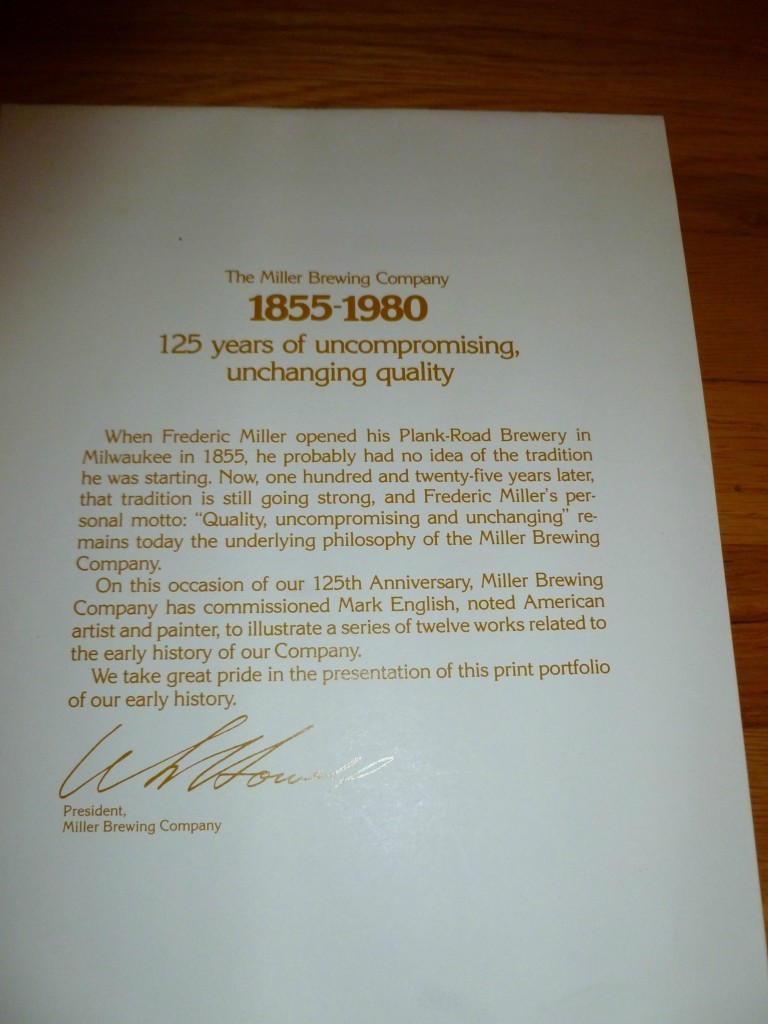 The Miller Brewing Company
1855-1980
125 years of uncompromising,
unchanging quality
When Frederic Miller opened his Plank-Road Brewery in
Milwaukee in 1855, he probably had no idea of the tradition
he was starting. Now, one hundred and twenty-five years later,
that tradition is still going strong, and Frederic Miller's per-
sonal motto: “Quality, uncompromising and unchanging” re-
mains today the underlying philosophy of the Miller Brewing
Company.
On this occasion of our 125th Anniversary, Miller Brewing
Company has commissioned Mark English, noted American
artist and painter, to illustrate a series of twelve works related to
the early history of our Company.
We take great pride in the presentation of this print portfolio
of our early history.
President,
Miller Brewing Company